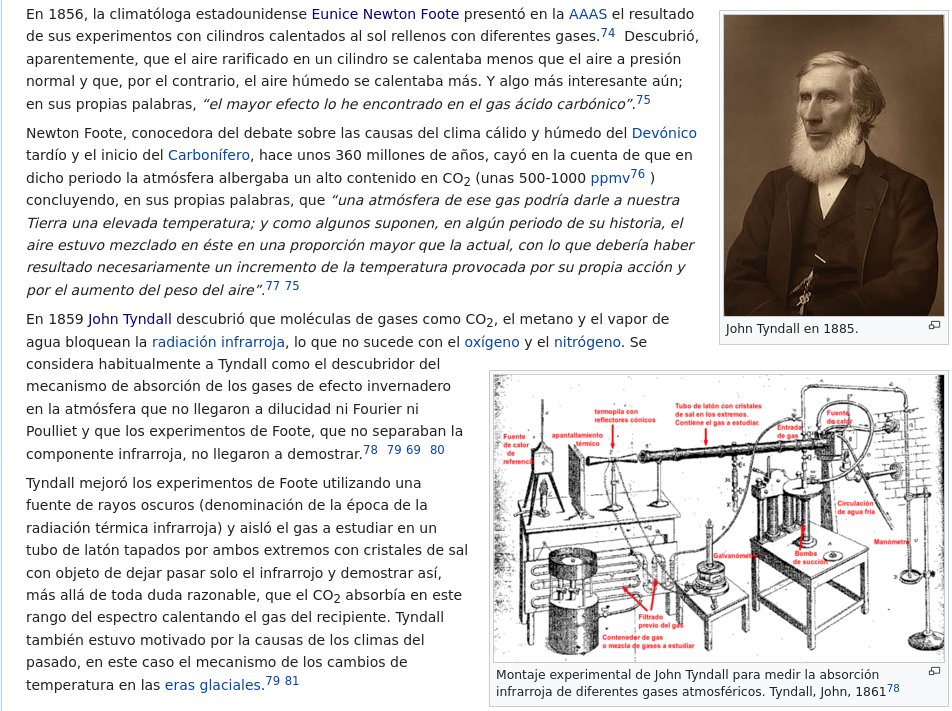 En 1856, la climatóloga estadounidense Eunice Newton Foote presentó en la AAAS el resultado
de sus experimentos con cilindros calentados al sol rellenos con diferentes gases.74 Descubrió,
aparentemente, que el aire rarificado en un cilindro se calentaba menos que el aire a presión
normal y que, por el contrario, el aire húmedo se calentaba más. Y algo más interesante aún;
en sus propias palabras, “el mayor efecto lo he encontrado en el gas ácido carbónico”.75
Newton Foote, conocedora del debate sobre las causas del clima cálido y húmedo del Devónico
tardío y el inicio del Carbonífero, hace unos 360 millones de años, cayó en la cuenta de que en
dicho periodo la atmósfera albergaba un alto contenido en CO2 (unas 500-1000 ppmv76 )
concluyendo, en sus propias palabras, que “una atmósfera de ese gas podría darle a nuestra
Tierra una elevada temperatura; y como algunos suponen, en algún periodo de su historia, el
aire estuvo mezclado en éste en una proporción mayor que la actual, con lo que debería haber
resultado necesariamente un incremento de la temperatura provocada por su propia acción y
por el aumento del peso del aire”.77 75
En 1859 John Tyndall descubrió que moléculas de gases como CO2, el metano y el vapor de
agua bloquean la radiación infrarroja, lo que no sucede con el oxígeno y el nitrógeno. Se
considera habitualmente a Tyndall como el descubridor del
mecanismo de absorción de los gases de efecto invernadero
en la atmósfera que no llegaron a dilucidad ni Fourier ni
Poulliet y que los experimentos de Foote, que no separaban la
componente infrarroja, no llegaron a demostrar.78 79 69 80
Tyndall mejoró los experimentos de Foote utilizando una
fuente de rayos oscuros (denominación de la época de la
radiación térmica infrarroja) y aisló el gas a estudiar en un
tubo de latón tapados por ambos extremos con cristales de sal
con objeto de dejar pasar solo el infrarrojo y demostrar así,
más allá de toda duda razonable, que el CO2 absorbía en este
rango del espectro calentando el gas del recipiente. Tyndall
también estuvo motivado por la causas de los climas del
pasado, en este caso el mecanismo de los cambios de
temperatura en las eras glaciales.79 81
John Tyndall en 1885.
Fuente
de calor
de
referencia
apantallamiento
térmico
termopila con
reflectores cónicos
Tubo de latón con cristales
de sal en los extremos.
Contiene el gas a estudiar.
Entrada
de gas
Fuente
de calor
Circulación
de agua fría
Manómetro
Galvanómetro
Bomba
de succión
Filtrado
previo del gas
Contenedor de gas
o mezcla de gases a estudiar
Montaje experimental de John Tyndall para medir la absorción
infrarroja de diferentes gases atmosféricos. Tyndall, John, 186178